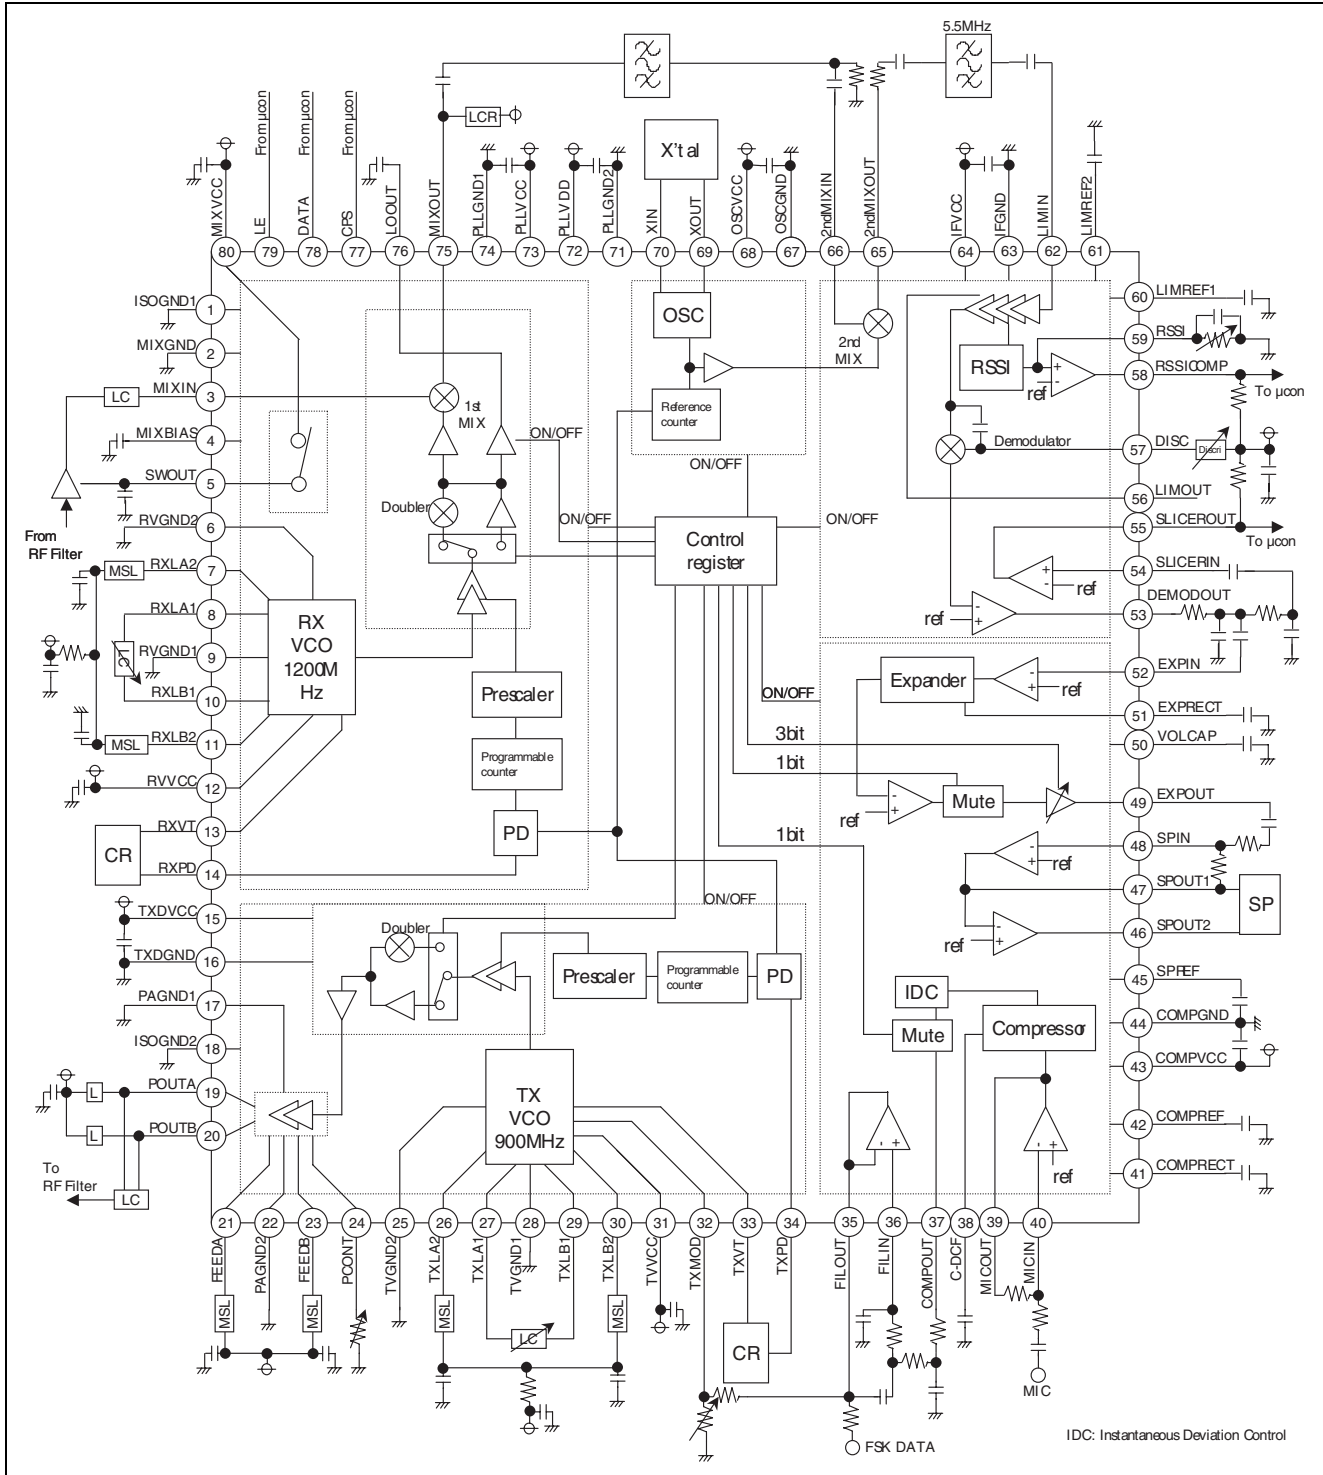 5.5MHz
From µcon
From µcon
From µcon
LCR
X'tal
MIXVCC
LE
DATA
CPS
LOOUT
MIXOUT
PLLGND1
PLLVCC
PLLVDD
PLLGND2
XIN
XOUT
OSCVCC
OSCGND
2ndMIXIN
2ndMIXOUT
IFVCC
IFGND
LIMIN
LIMREF2
80
79
78
77
76
75
74
73
72
71
70
69
68
67
66
65
64
63
62
61
ISOGND1
1
MIXGND
2
LC
MIXIN
3
MIXBIAS
4
SWOUT
5
From
RF Filter
RVGND2
6
MSL
RXLA2
7
RXLA1
8
LC
RVGND1
9
RXLB1
10
MSL
RXLB2
11
RVVCC
12
CR
RXVT
13
RXPD
14
TXDVCC
15
TXDGND
16
PAGND1
17
ISOGND2
18
L
POUTA
19
L
POUTB
20
To
RF Filter
LC
1st
MIX
Doubler
ON/OFF
ON/OFF
RX
VCO
1200M
Hz
Prescaler
Programmable
counter
PD
OSC
Reference
counter
ON/OFF
2nd
MIX
Control
register
ON/OFF
ON/OFF
3bit
1bit
1bit
ON/OFF
RSSI
+
-
ref
Demodulator
+
-
ref
-
+
ref
Expander
-
+
ref
-
+
ref
Mute
-
+
ref
-
+
ref
IDC
Mute
Compressor
-
+
-
+
ref
Doubler
Prescaler
Programmable
counter
PD
TX
VCO
900MHz
60
LIMREF1
59
RSSI
58
RSSICOMP
To µcon
57
DISC
Discri
56
LIMOUT
55
SLICEROUT
To µcon
54
SLICERIN
53
DEMODOUT
52
EXPIN
51
EXPRECT
50
VOLCAP
49
EXPOUT
48
SPIN
47
SPOUT1
SP
46
SPOUT2
45
SPREF
44
COMPGND
43
COMPVCC
42
COMPREF
41
COMPRECT
21
22
23
24
25
26
27
28
29
30
31
32
33
34
35
36
37
38
39
40
FEEDA
PAGND2
FEEDB
PCONT
TVGND2
TXLA2
TXLA1
TVGND1
TXLB1
TXLB2
TVVCC
TXMOD
TXVT
TXPD
FILOUT
FILIN
COMPOUT
C-DCF
MICOUT
MICIN
MSL
MSL
MSL
LC
MSL
CR
MIC
FSK DATA
IDC: Instantaneous Deviation Control